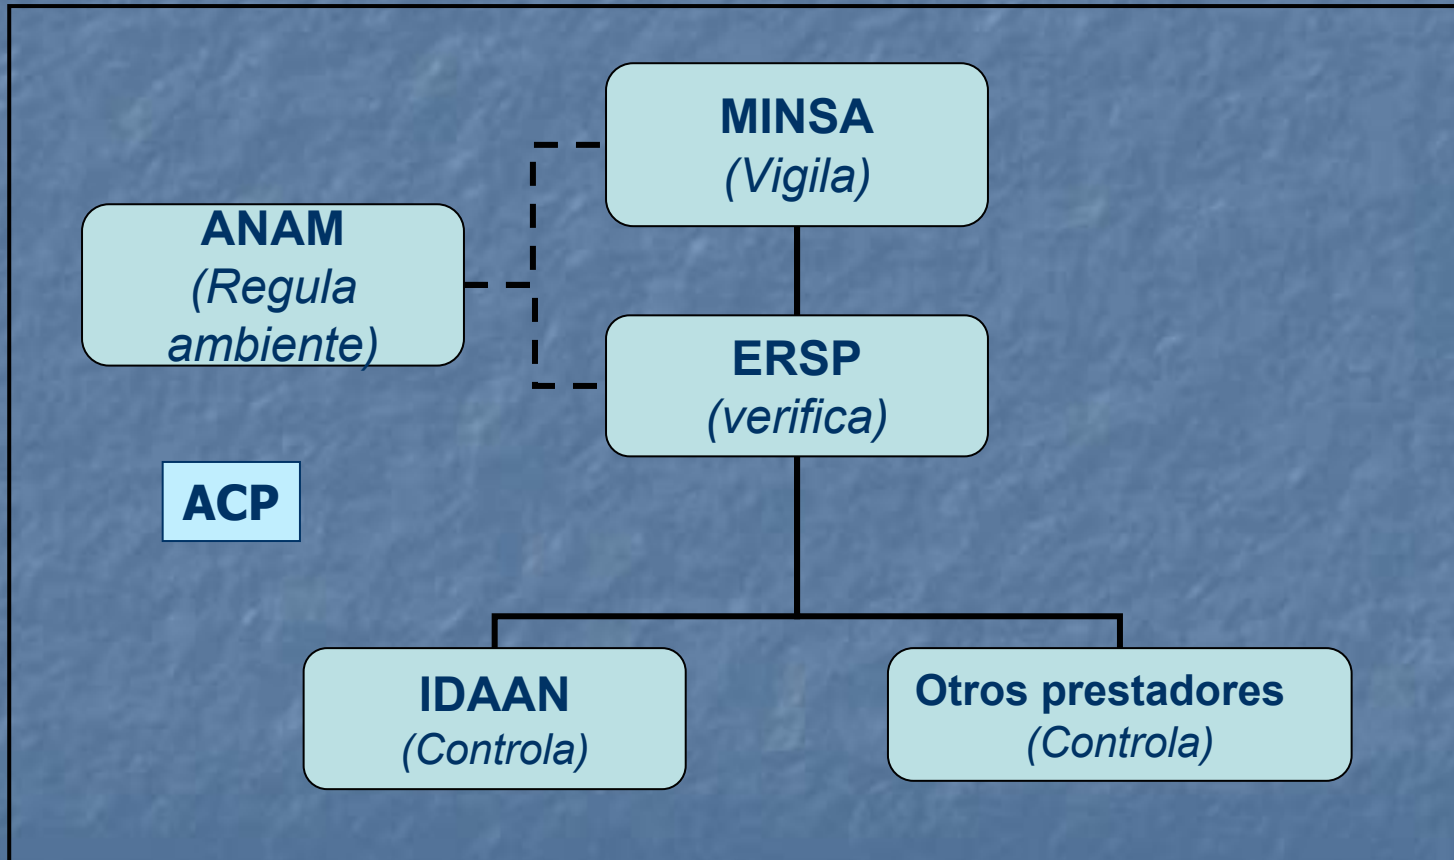 MINSA
(Vigila)
ANAM
(Regula
ambiente)
ERSP
(verifica)
ACP
IDAAN
(Controla)
Otros prestadores
(Controla)